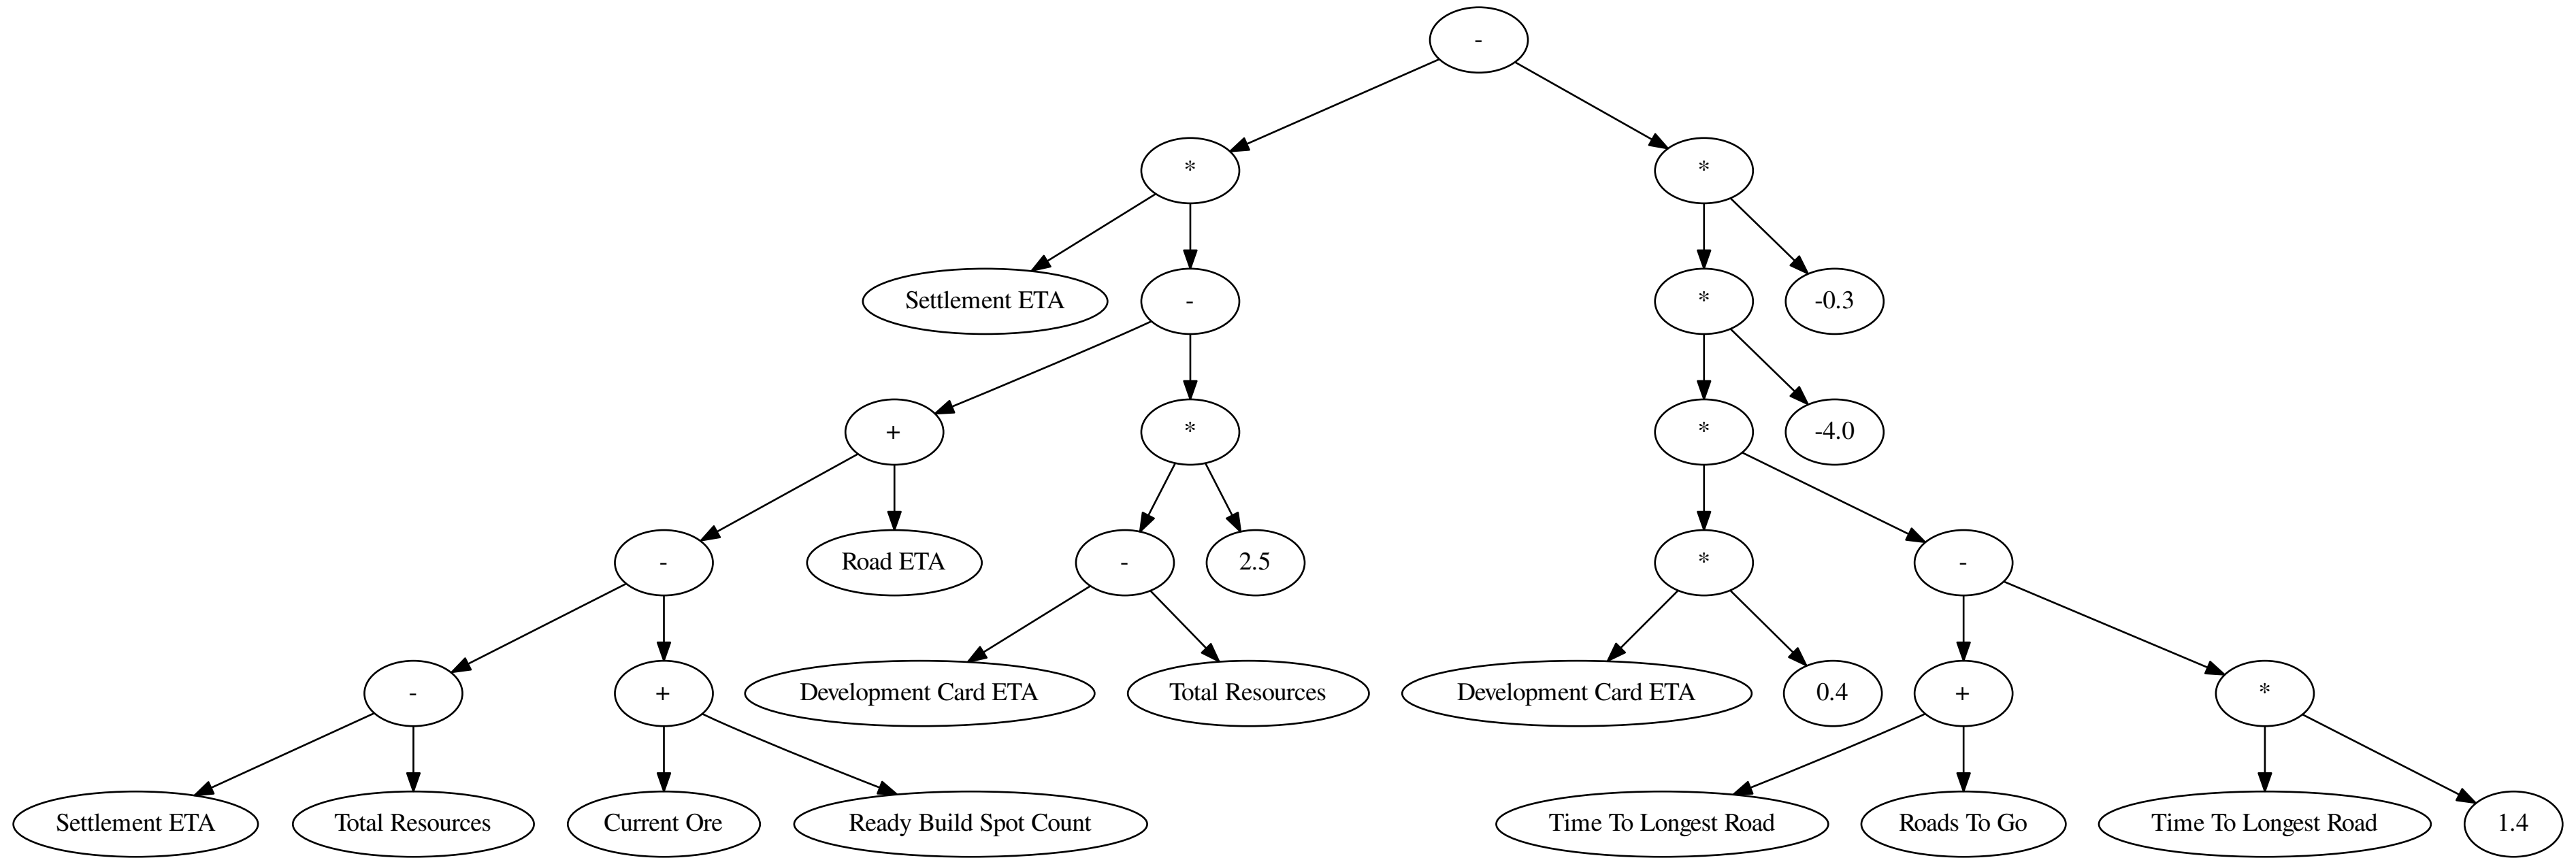 -
*
*
Settlement ETA
-
*
-0.3
+
*
*
-4.0
-
Road ETA
-
2.5
*
-
-
+
Development Card ETA
Total Resources
Development Card ETA
0.4
+
*
Settlement ETA
Total Resources
Current Ore
Ready Build Spot Count
Time To Longest Road
Roads To Go
Time To Longest Road
1.4